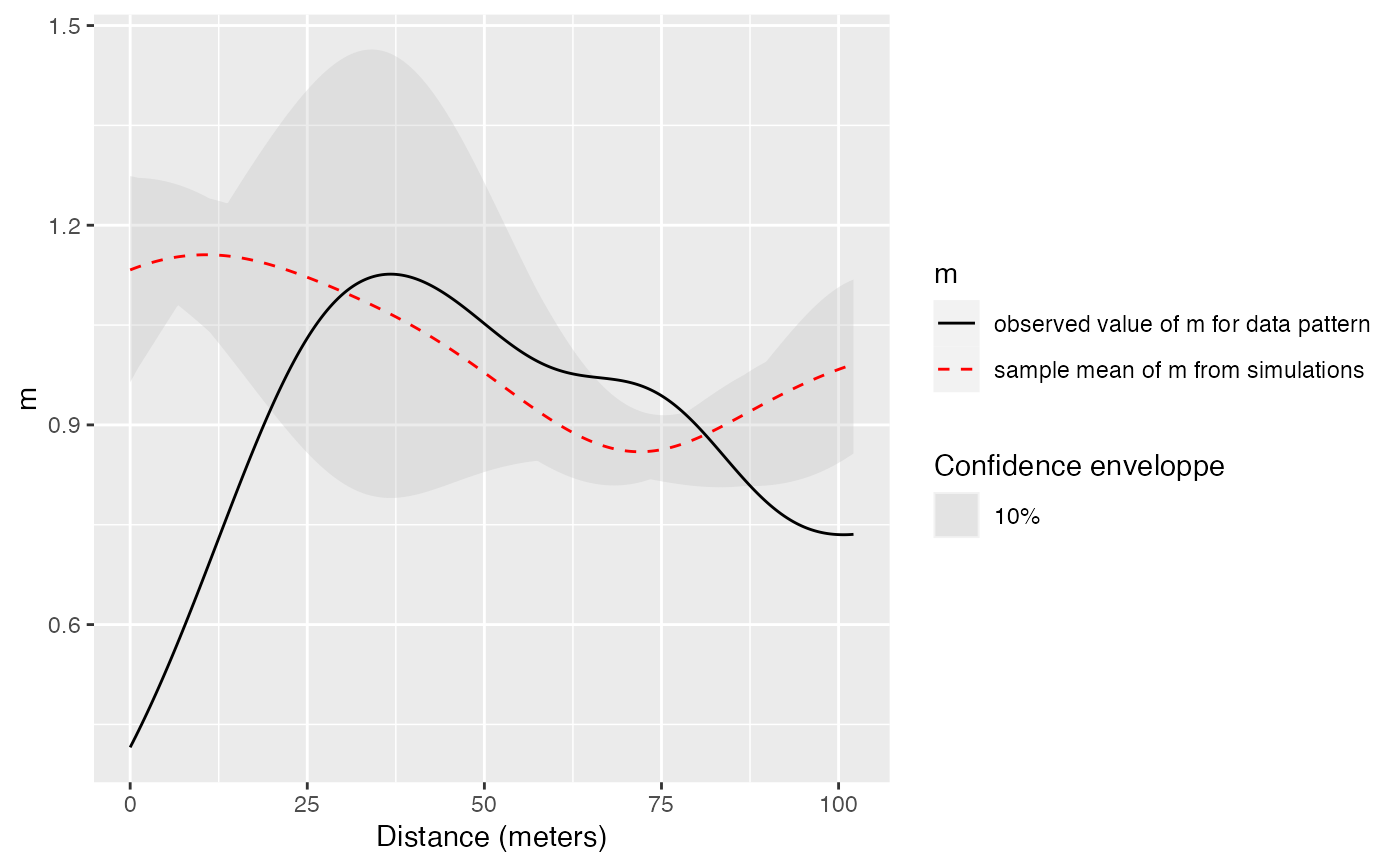 1.5
1.2
0.9
0.6
m
0
25
50
75
100
Distance (meters)
m
observed value of m for data pattern
sample mean of m from simulations
Confidence enveloppe
10%